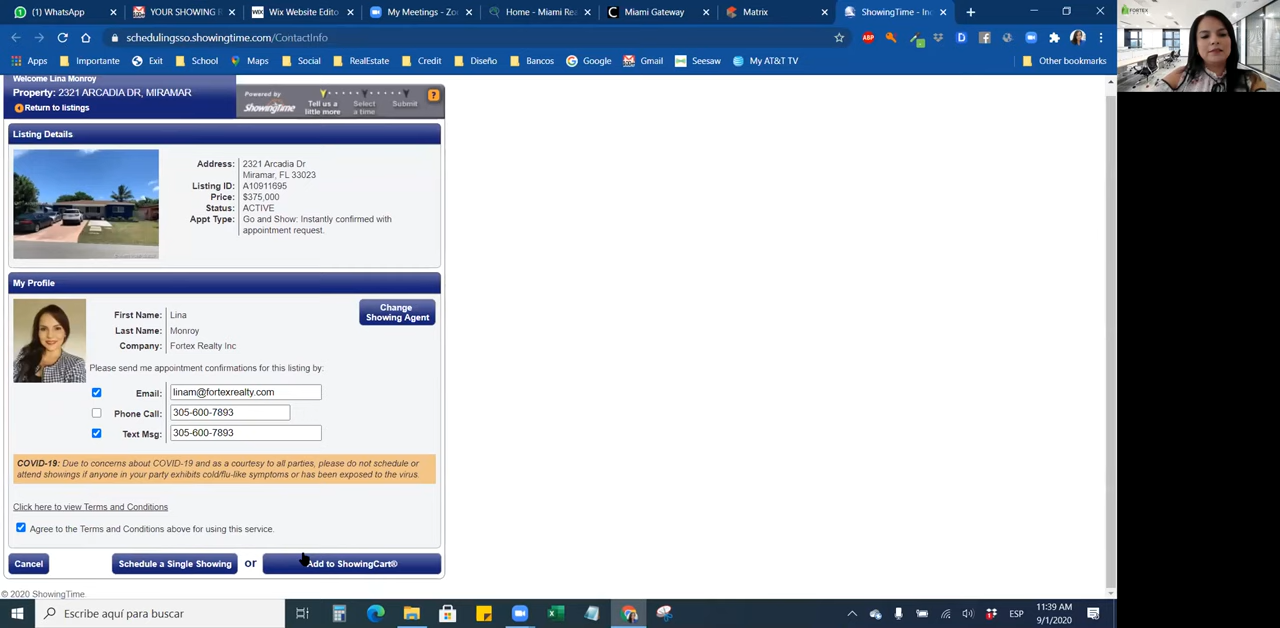 (1) WhatsApp
YOUR SHOWING R
Wix Website Edito
My Meetings - Zoo
Home - Miami Rea
Miami Gateway
Matrix
ShowingTime - Ind
schedulingsso.showingtime.com/ContactInfo
Apps
Importante
Exit
School
Maps
Social
RealEstate
Credit
Diseño
Bancos
Google
Gmail
Seesaw
My AT&T TV
Other bookmarks
Welcome Lina Monroy
Property: 2321 ARCADIA DR, MIRAMAR
Return to listings
Powered by
ShowingTime
Tell us a
little more
Select
a time
Submit
?
Listing Details
Address: 2321 Arcadia Dr
Miramar, FL 33023
Listing ID: A10911695
Price: $375,000
Status: ACTIVE
Appt Type: Go and Show: Instantly confirmed with
appointment request.
My Profile
First Name: Lina
Last Name: Monroy
Company: Fortex Realty Inc
Change
Showing Agent
Please send me appointment confirmations for this listing by:
Email: linam@fortexrealty.com
Phone Call: 305-600-7893
Text Msg: 305-600-7893
COVID-19: Due to concerns about COVID-19 and as a courtesy to all parties, please do not schedule or
attend showings if anyone in your party exhibits cold/flu-like symptoms or has been exposed to the virus.
Click here to view Terms and Conditions
Agree to the Terms and Conditions above for using this service.
Cancel
Schedule a Single Showing
or
Add to ShowingCart®
© 2020 ShowingTime
Escribe aquí para buscar
ESP
11:39 AM
9/1/2020
FORTEX